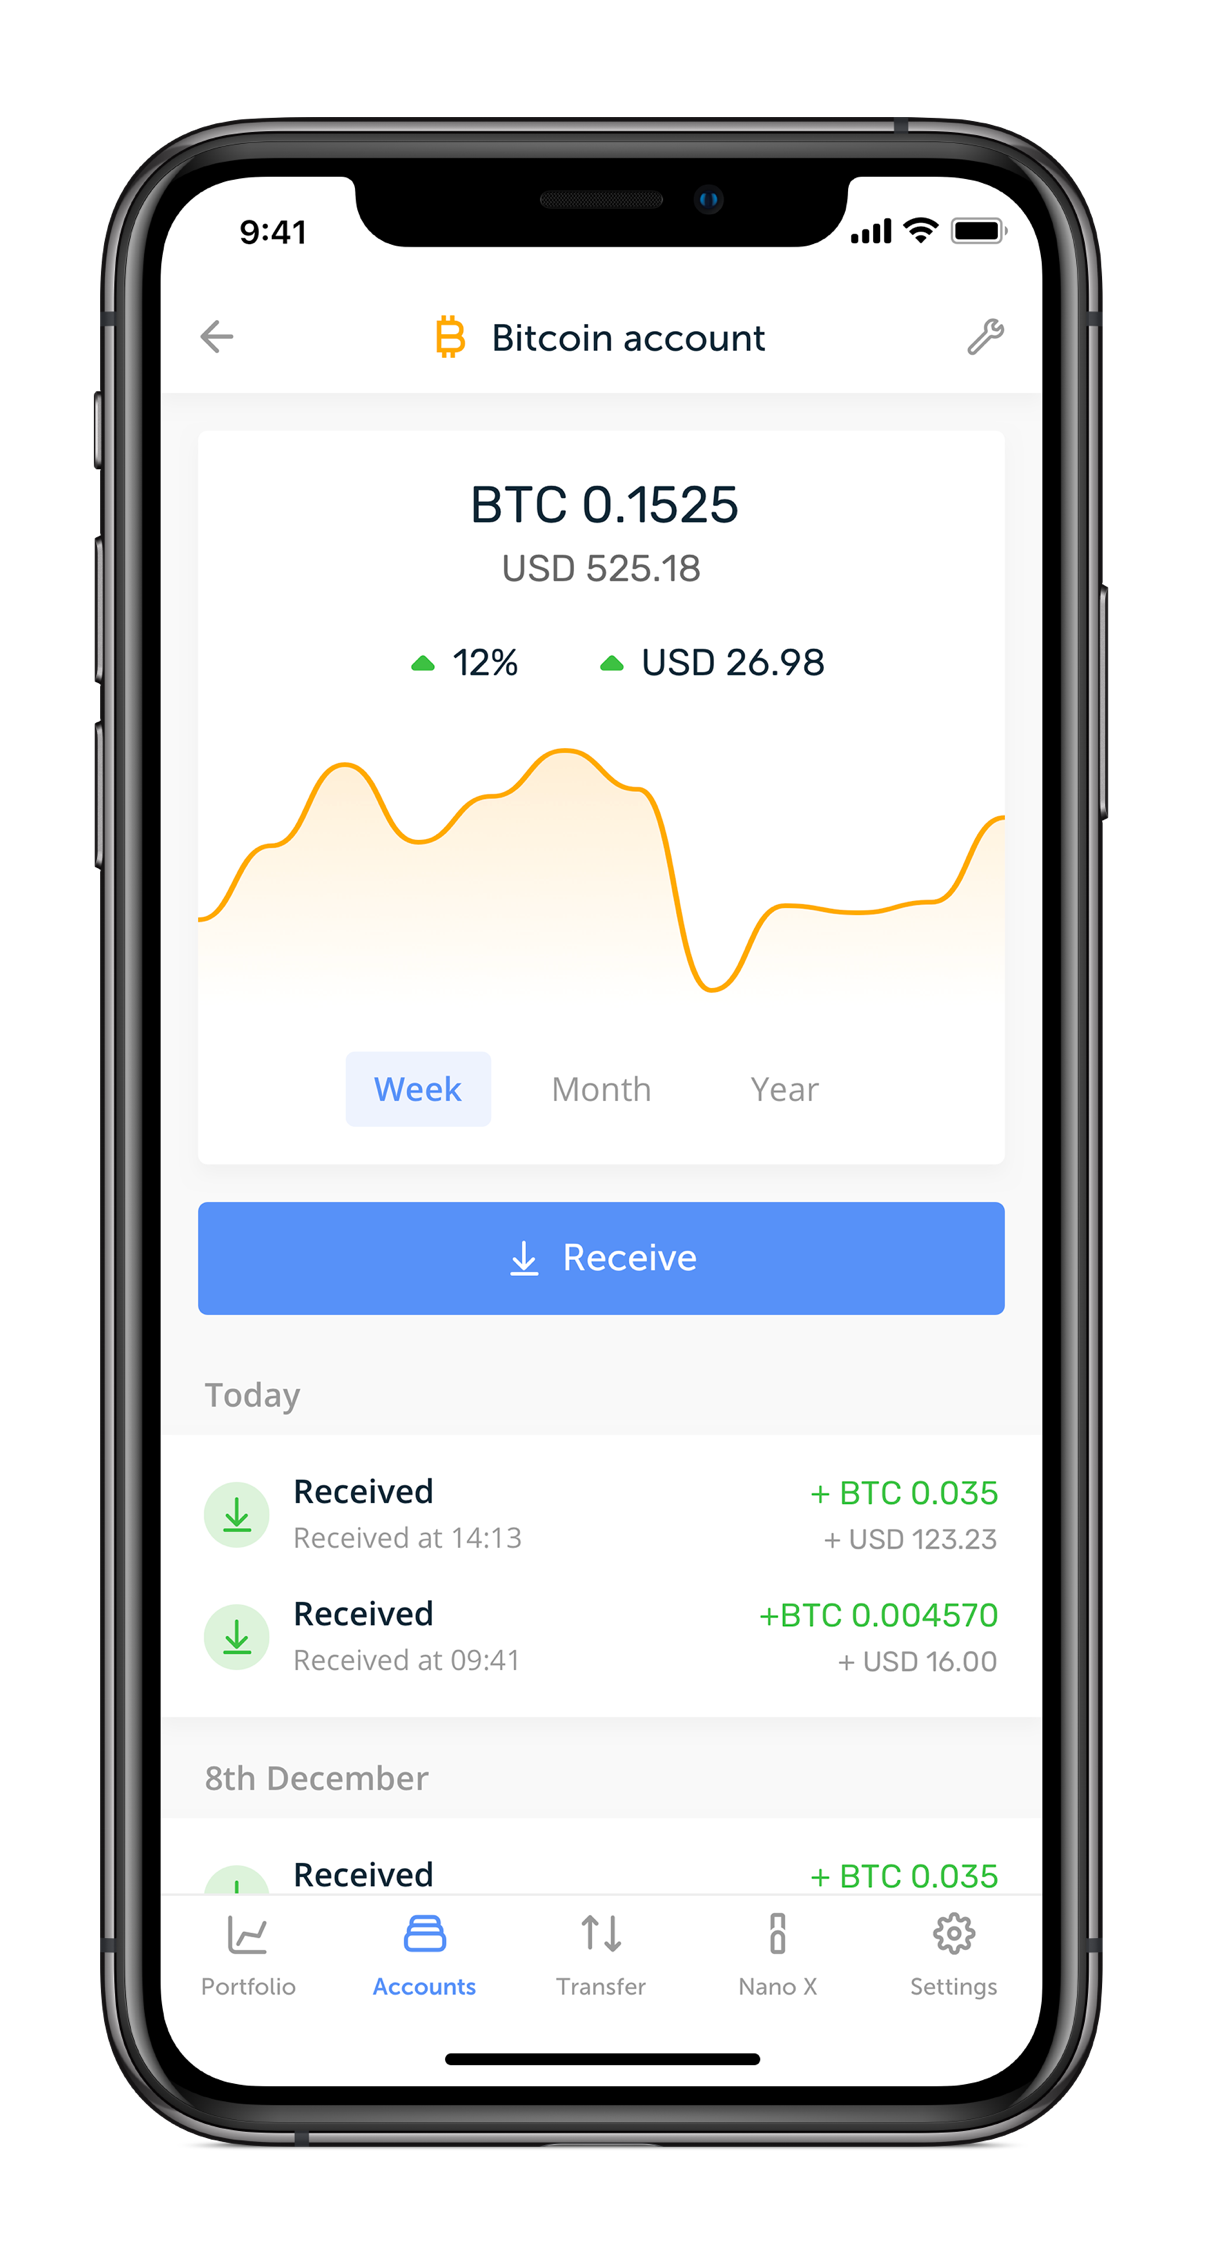 9:41
Bitcoin account
BTC 0.1525
USD 525.18
12% USD 26.98
Week Month Year
Receive
Today
Received + BTC 0.035
Received at 14:13 + USD 123.23
Received +BTC 0.004570
Received at 09:41 + USD 16.00
8th December
Received + BTC 0.035
Portfolio Accounts Transfer Nano X Settings